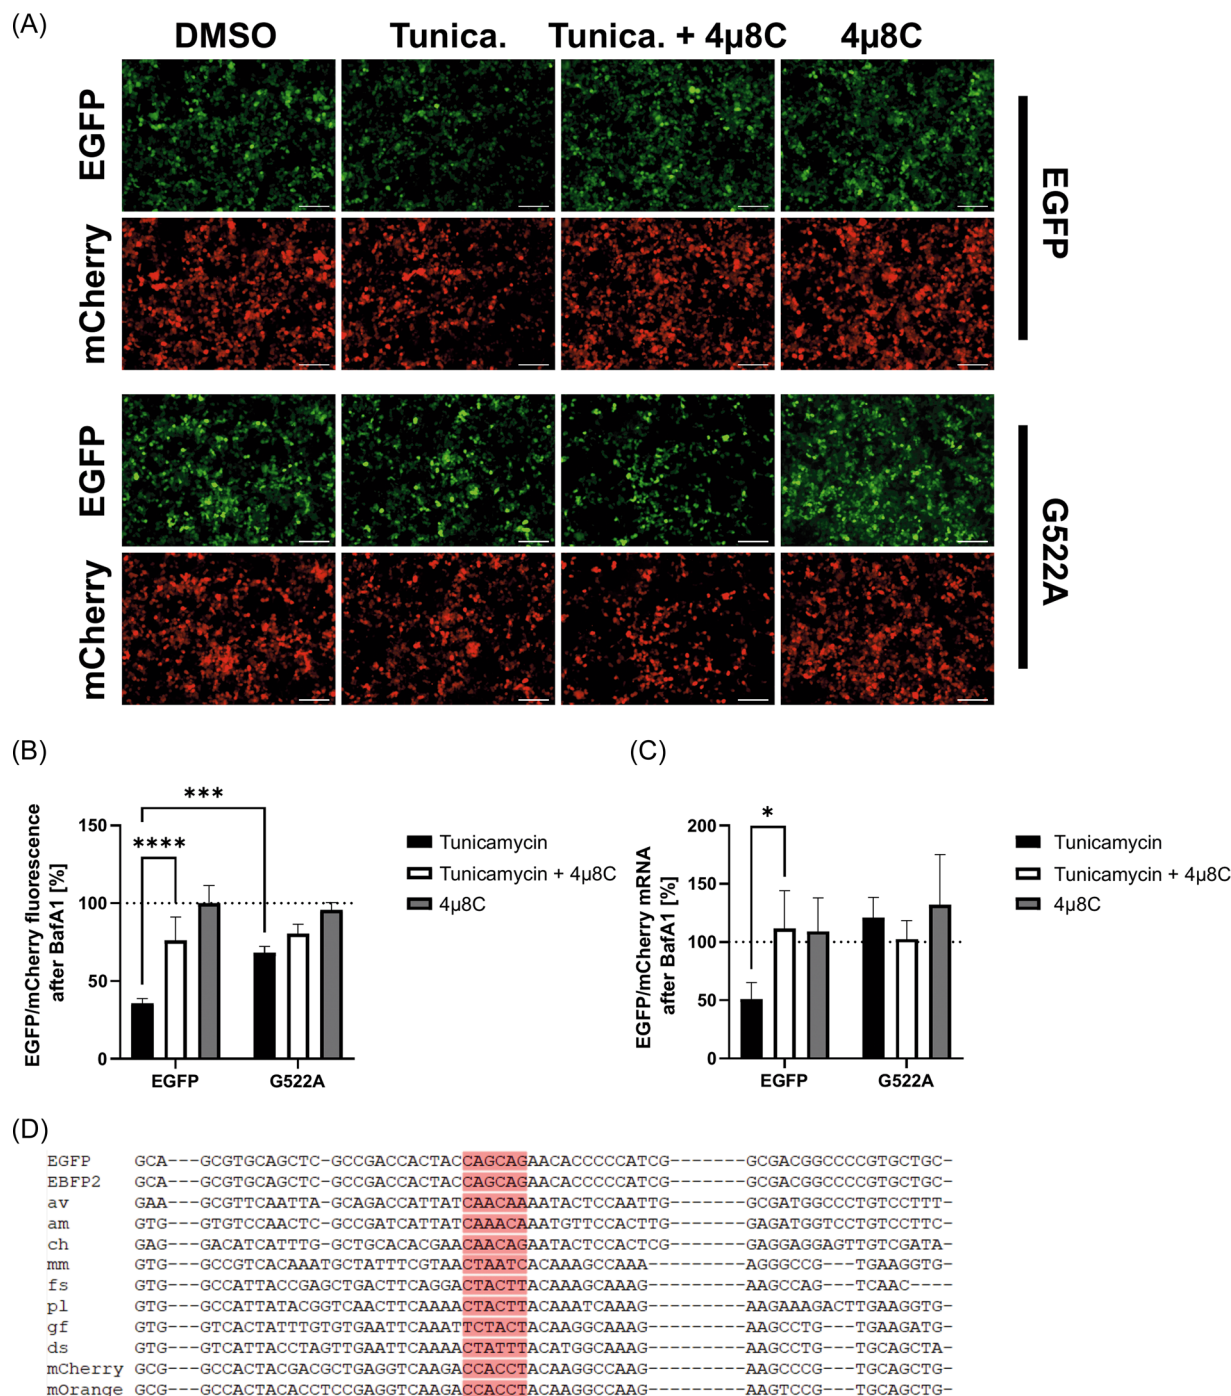 (A)
DMSO Tunica. Tunica. + 4µ8C 4µ8C
EGFP
mCherry
EGFP
EGFP
mCherry
G522A
(B)
EGFP/mCherry fluorescence
after BafA1 [%]
150
100
50
0
***
****
EGFP G522A
Tunicamycin
Tunicamycin + 4µ8C
4µ8C
(C)
EGFP/mCherry mRNA
after BafA1 [%]
200
150
100
50
0
*
EGFP G522A
Tunicamycin
Tunicamycin + 4µ8C
4µ8C
(D)
EGFP GCA---GCGTGCAGCTC-GCCGACCACTACCAGCAGAACACCCCCATCG-------GCGACGGCCCCGTGCTGC-
EBFP2 GCA---GCGTGCAGCTC-GCCGACCACTACCAGCAGAACACCCCCATCG-------GCGACGGCCCCGTGCTGC-
av GAA---GCGTTCAATTA-GCAGACCATTATCAACAAAATACTCCAATTG-------GCGATGGCCCTGTCCTTT-
am GTG---GTGTCCAACTC-GCCGATCATTATCAAACAAATGTTCCACTTG-------GAGATGGTCCTGTCCTTC-
ch GAG---GACATCATTTG-GCTGCACACGAACAACAGAATACTCCACTCG-------GAGGAGGAGTTGTCGATA-
mm GTG---GCCGTCACAAATGCTATTTCGTAACTAATCACAAAGCCAAA---------AGGGCCG---TGAAGGTG-
fs GTG---GCCATTACCGAGCTGACTTCAGGACTACTTACAAAGCAAAG---------AAGCCAG---TCAAC----
pl GTG---GCCATTATACGGTCAACTTCAAAACTACTTACAAATCAAAG---------AAGAAAGACTTGAAGGTG-
gf GTG---GTCACTATTTGTGTGAATTCAAATTCTACTACAAGGCAAAG---------AAGCCTG---TGAAGATG-
ds GTG---GTCATTACCTAGTTGAATTCAAAACTATTTACATGGCAAAG---------AAGCCTG---TGCAGCTA-
mCherry GCG---GCCACTACGACGCTGAGGTCAAGACCACCTACAAGGCCAAG---------AAGCCCG---TGCAGCTG-
mOrange GCG---GCCACTACACCTCCGAGGTCAAGACCACCTACAAGGCCAAG---------AAGTCCG---TGCAGCTG-